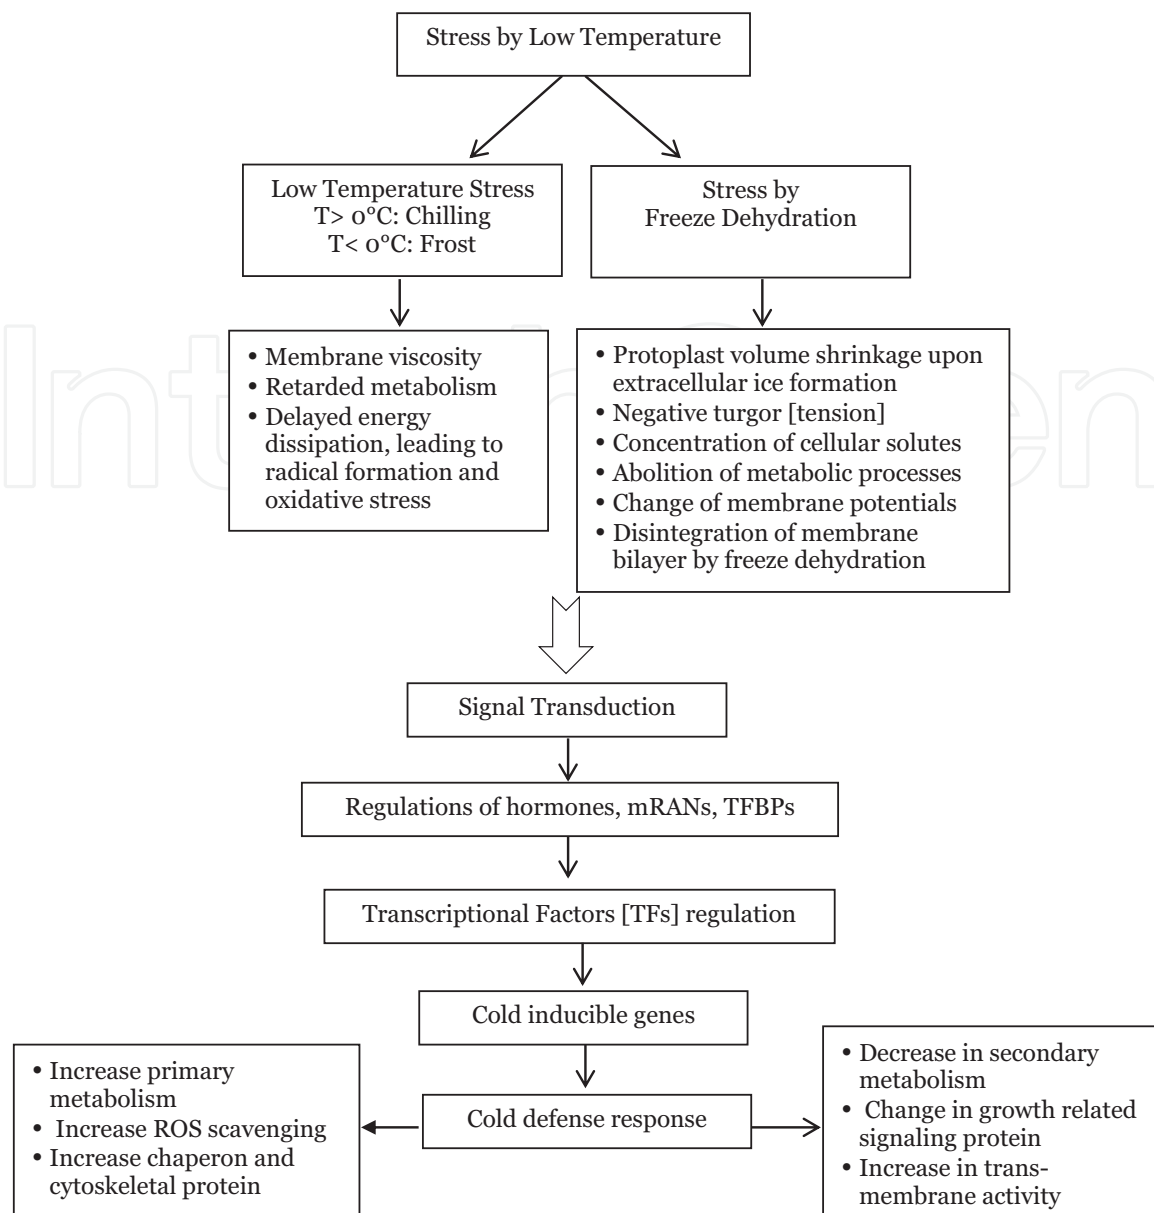 Stress by Low Temperature
Low Temperature Stress
T> 0°C: Chilling
T< 0°C: Frost
Stress by
Freeze Dehydration
• Membrane viscosity
• Retarded metabolism
• Delayed energy
dissipation, leading to
radical formation and
oxidative stress
• Protoplast volume shrinkage upon
extracellular ice formation
• Negative turgor [tension]
• Concentration of cellular solutes
• Abolition of metabolic processes
• Change of membrane potentials
• Disintegration of membrane
bilayer by freeze dehydration
Signal Transduction
Regulations of hormones, mRANs, TFBPs
Transcriptional Factors [TFs] regulation
Cold inducible genes
Cold defense response
• Increase primary
metabolism
• Increase ROS scavenging
• Increase chaperon and
cytoskeletal protein
• Decrease in secondary
metabolism
• Change in growth related
signaling protein
• Increase in trans-
membrane activity